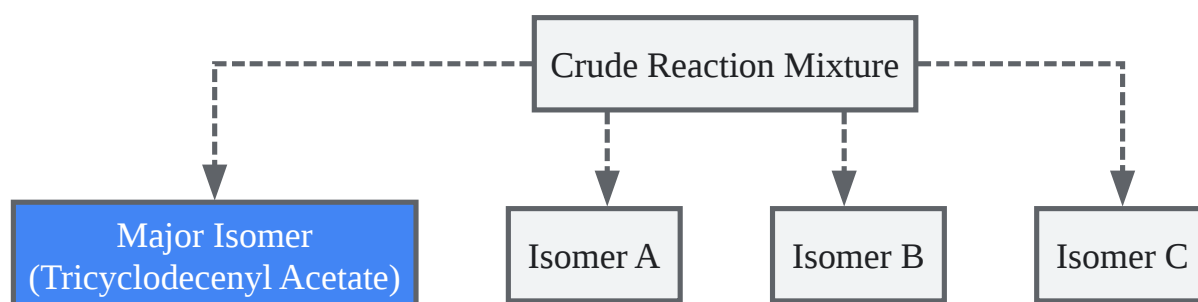 Crude Reaction Mixture
Major Isomer
(Tricyclodecenyl Acetate)
Isomer A
Isomer B
Isomer C